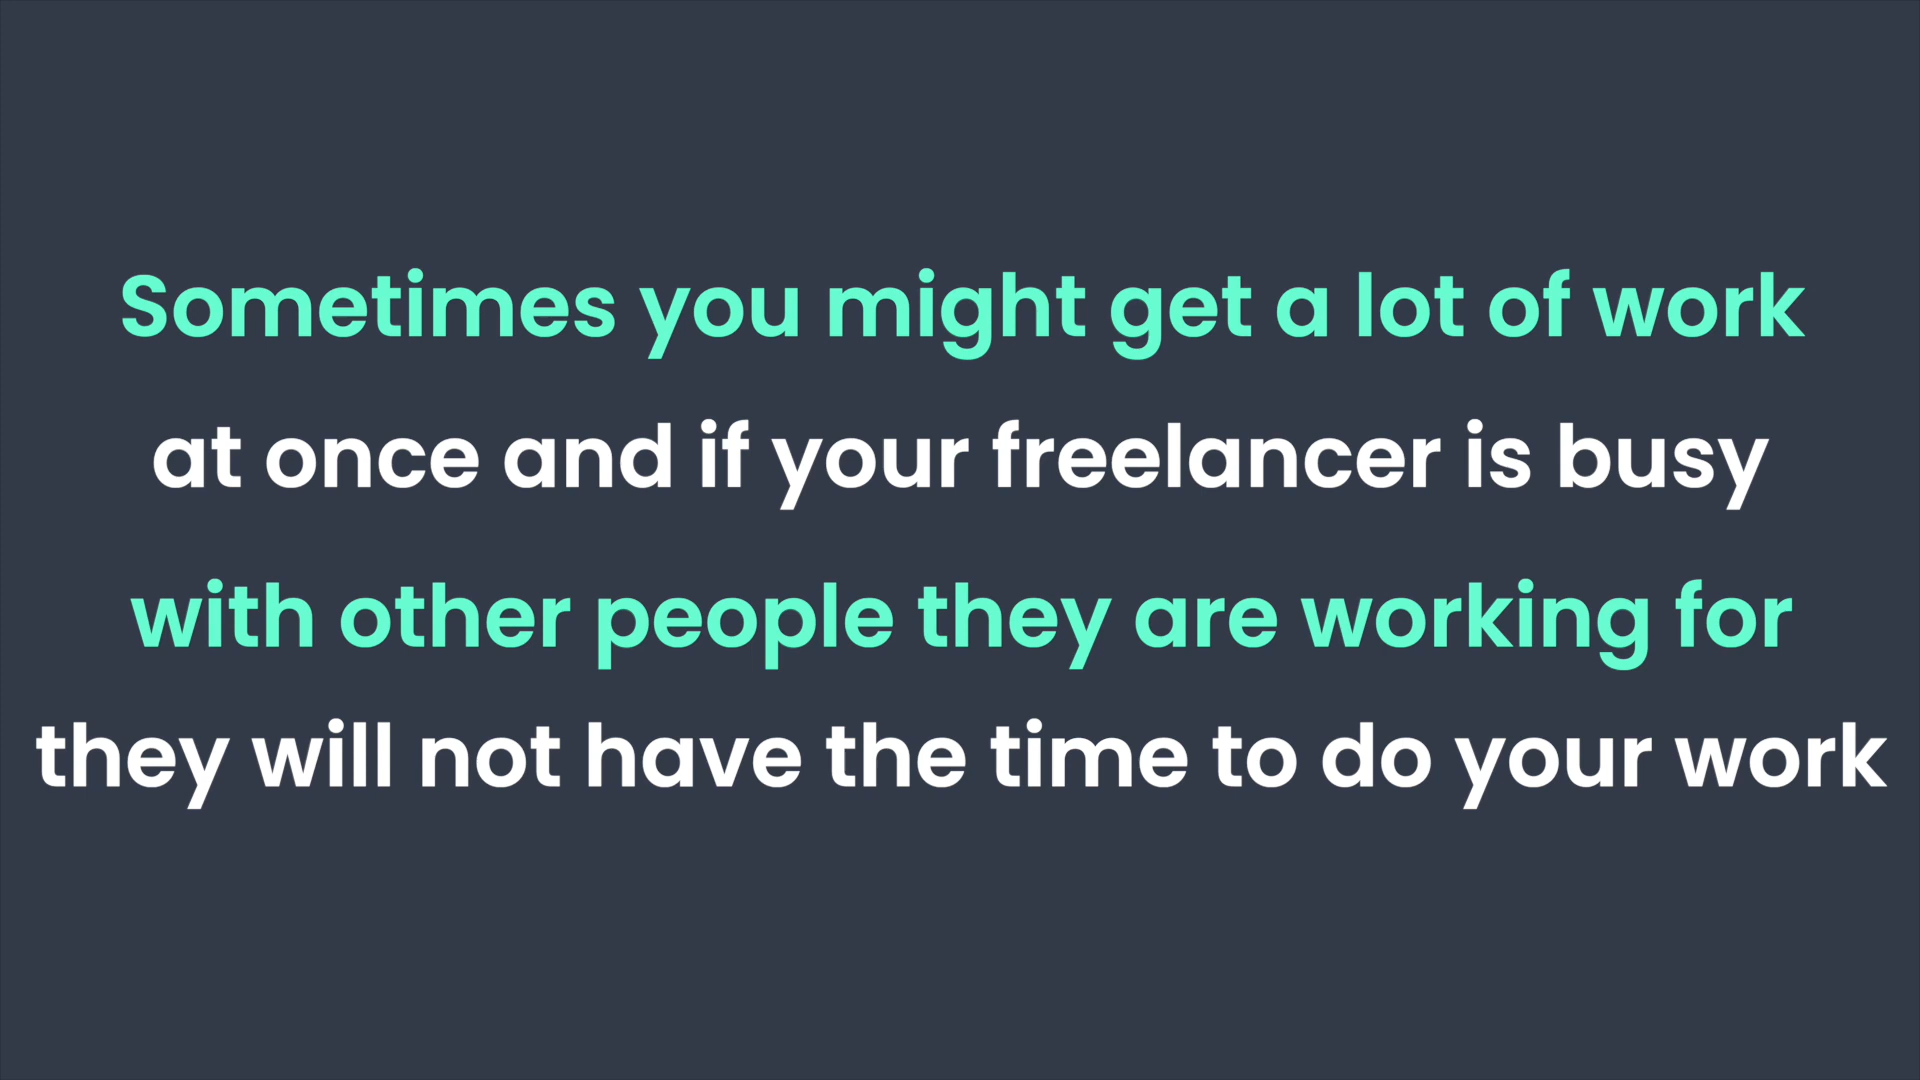 Sometimes you might get a lot of work
at once and if your freelancer is busy
with other people they are working for
they will not have the time to do your work